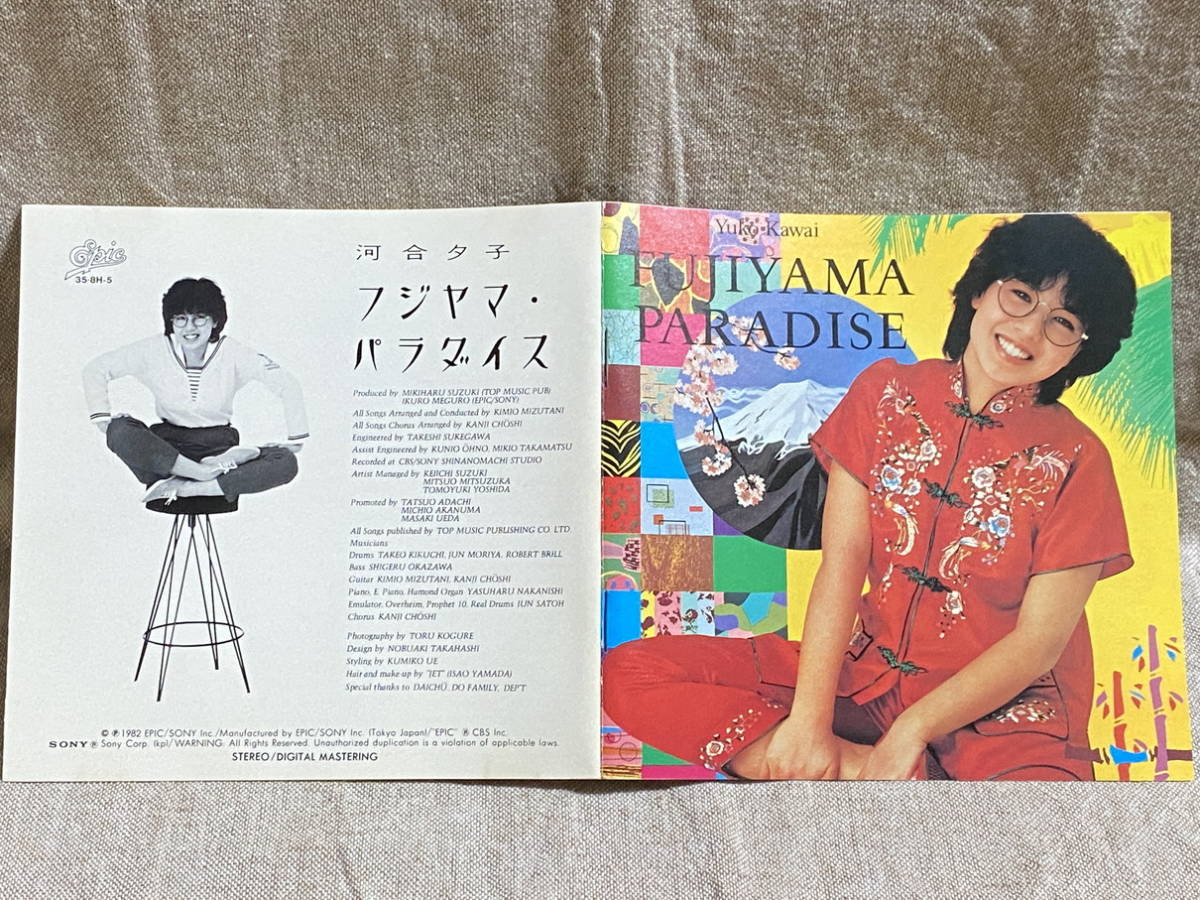 Epic
35·8H-5
河合夕子
フジヤマ・
パラダイス
Produced by MIKIHARU SUZUKI (TOP MUSIC PUB)
IKURO MEGURO (EPIC/SONY)
All Songs Arranged and Conducted by KIMIO MIZUTANI
All Songs Chorus Arranged by KANJI CHŌSHI
Engineered by TAKESHI SUKEGAWA
Assist Engineered by KUNIO ŌHNO, MIKIO TAKAMATSU
Recorded at CBS/SONY SHINANOMACHI STUDIO
Artist Managed by KEIICHI SUZUKI
MITSUO MITSUZUKA
TOMOYUKI YOSHIDA
Promoted by TATSUO ADACHI
MICHIO AKANUMA
MASAKI UEDA
All Songs published by TOP MUSIC PUBLISHING CO. LTD.
Musicians
Drums TAKEO KIKUCHI, JUN MORIYA, ROBERT BRILL
Bass SHIGERU OKAZAWA
Guitar KIMIO MIZUTANI, KANJI CHŌSHI
Piano, E. Piano, Hamond Organ YASUHARU NAKANISHI
Emulator, Overheim, Prophet 10, Real Drums JUN SATOH
Chorus KANJI CHŌSHI
Photography by TORU KOGURE
Design by NOBUAKI TAKAHASHI
Styling by KUMIKO UE
Hair and make-up by "JET" (ISAO YAMADA)
Special thanks to DAICHŪ, DO FAMILY, DEP'T
© ℗ 1982 EPIC/SONY Inc./Manufactured by EPIC/SONY Inc. (Tokyo Japan)/"EPIC" ® CBS Inc.
SONY ® Sony Corp. (kp)/WARNING: All Rights Reserved. Unauthorized duplication is a violation of applicable laws.
STEREO/DIGITAL MASTERING
Yuko Kawai
FUJIYAMA
PARADISE